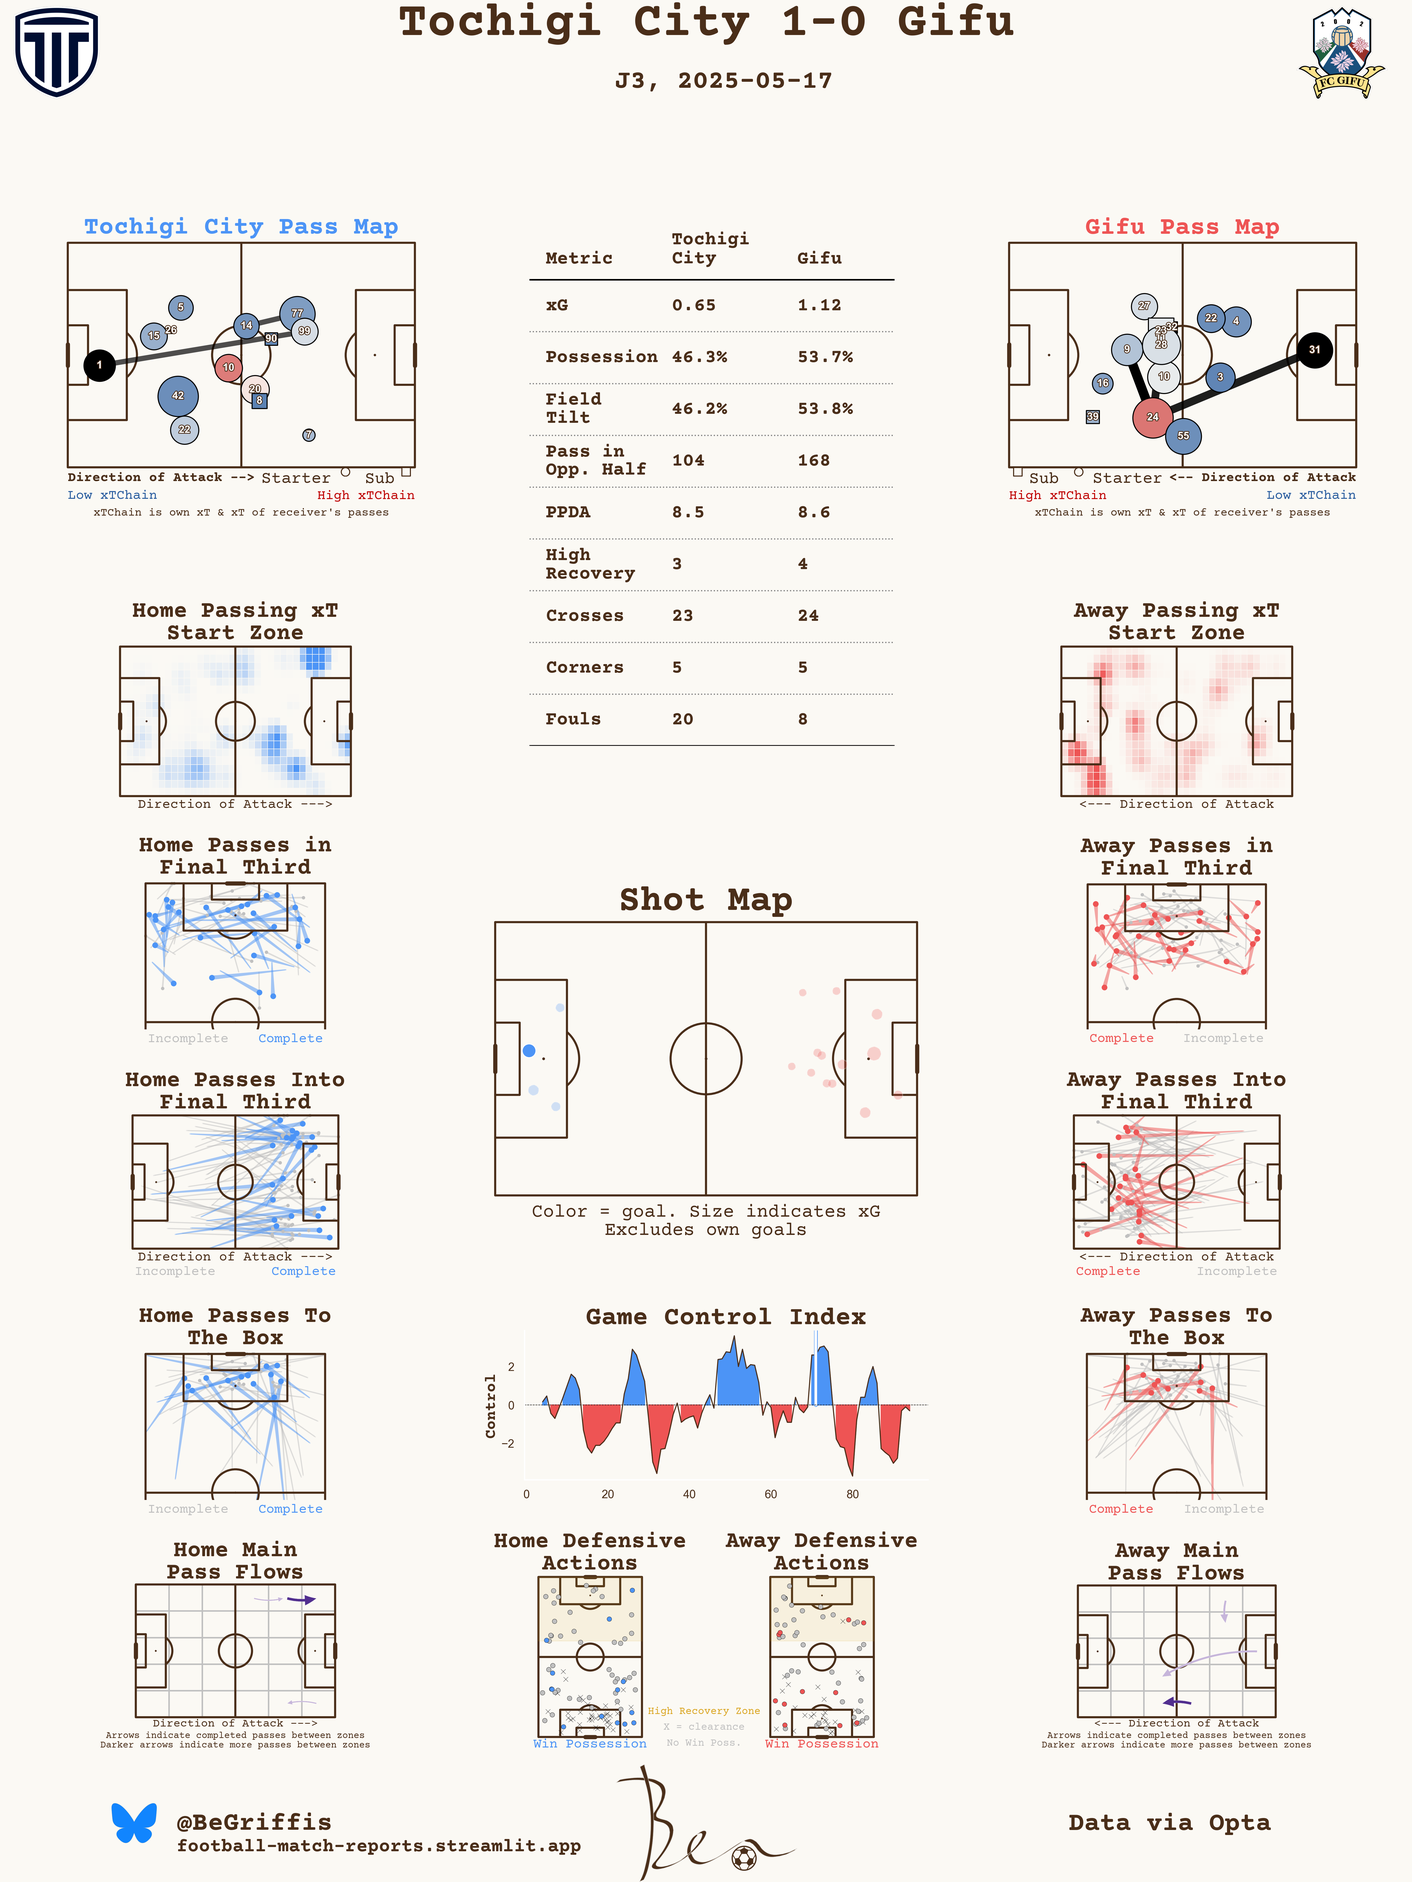 Tochigi City 1-0 Gifu
J3, 2025-05-17
2 0 0 2
FC GIFU
Tochigi City Pass Map
5
77
14
99
26
15
90
1
10
20
42
8
22
7
Direction of Attack --> Starter Sub
Low xTChain High xTChain
xTChain is own xT & xT of receiver's passes
Metric Tochigi City Gifu
xG 0.65 1.12
Possession 46.3% 53.7%
Field Tilt 46.2% 53.8%
Pass in Opp. Half 104 168
PPDA 8.5 8.6
High Recovery 3 4
Crosses 23 24
Corners 5 5
Fouls 20 8
Gifu Pass Map
27
22
4
23
32
11
28
9
31
10
3
16
39
24
55
Sub Starter <-- Direction of Attack
High xTChain Low xTChain
xTChain is own xT & xT of receiver's passes
Home Passing xT
Start Zone
Direction of Attack --->
Away Passing xT
Start Zone
<--- Direction of Attack
Home Passes in
Final Third
Incomplete Complete
Away Passes in
Final Third
Complete Incomplete
Shot Map
Color = goal. Size indicates xG
Excludes own goals
Home Passes Into
Final Third
Direction of Attack --->
Incomplete Complete
Away Passes Into
Final Third
<--- Direction of Attack
Complete Incomplete
Home Passes To
The Box
Incomplete Complete
Game Control Index
Control
2
0
−2
0 20 40 60 80
Away Passes To
The Box
Complete Incomplete
Home Main
Pass Flows
Direction of Attack --->
Arrows indicate completed passes between zones
Darker arrows indicate more passes between zones
Home Defensive
Actions
Win Possession
High Recovery Zone
X = clearance
No Win Poss.
Away Defensive
Actions
Win Possession
Away Main
Pass Flows
<--- Direction of Attack
Arrows indicate completed passes between zones
Darker arrows indicate more passes between zones
@BeGriffis
football-match-reports.streamlit.app
Ben
Data via Opta